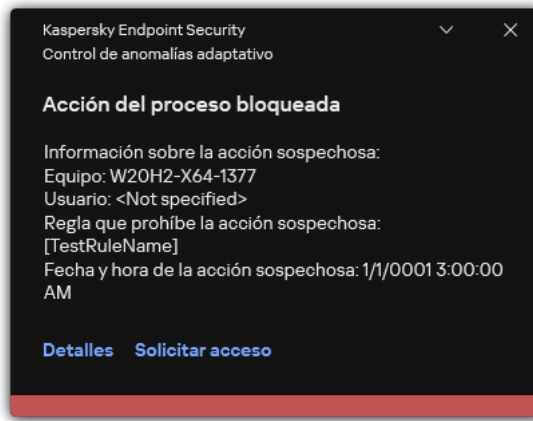 Kaspersky Endpoint Security
Control de anomalías adaptativo
Acción del proceso bloqueada
Información sobre la acción sospechosa:
Equipo: W20H2-X64-1377
Usuario: <Not specified>
Regla que prohíbe la acción sospechosa:
[TestRuleName]
Fecha y hora de la acción sospechosa: 1/1/0001 3:00:00
AM
Detalles Solicitar acceso